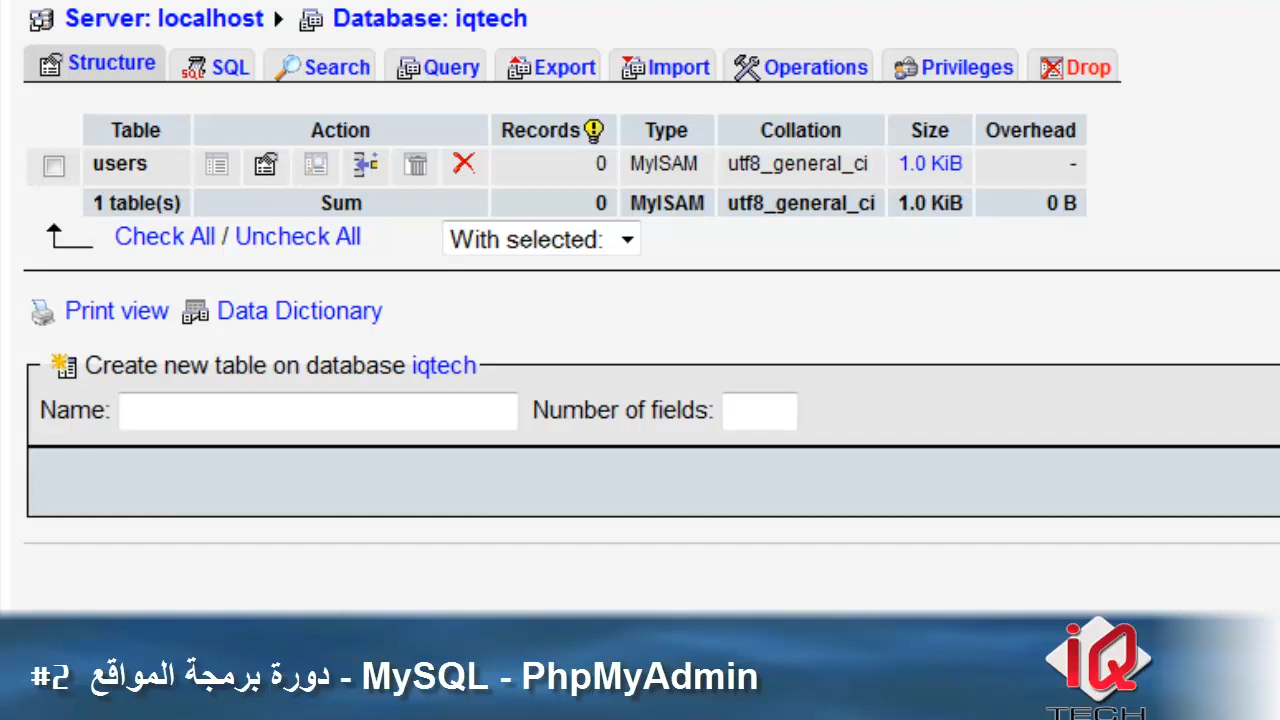 Server: localhost Database: iqtech
Structure SQL Search Query Export Import Operations Privileges Drop
Table Action Records Type Collation Size Overhead
users 0 MyISAM utf8_general_ci 1.0 KiB -
1 table(s) Sum 0 MyISAM utf8_general_ci 1.0 KiB 0 B
Check All / Uncheck All With selected:
Print view Data Dictionary
Create new table on database iqtech
Name: Number of fields:
#2 دورة برمجة المواقع - MySQL - PhpMyAdmin
iQ
TECH